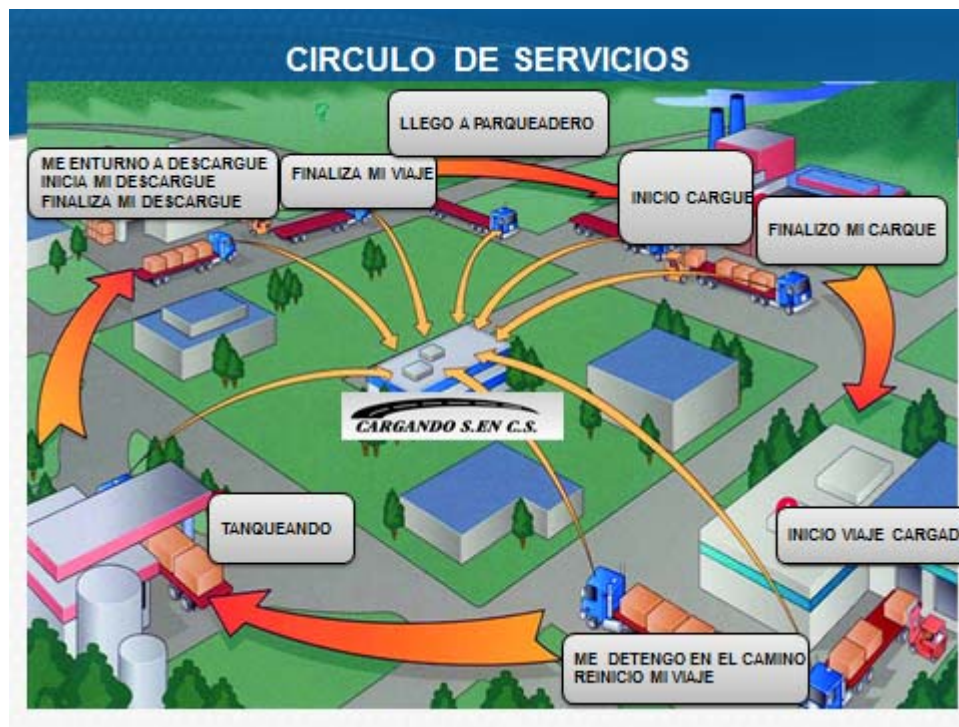 CIRCULO DE SERVICIOS
LLEGO A PARQUEADERO
ME ENTURNO A DESCARGUE
INICIA MI DESCARGUE
FINALIZA MI DESCARGUE
FINALIZA MI VIAJE
INICIO CARGUE
FINALIZO MI CARQUE
CARGANDO S.EN C.S.
TANQUEANDO
INICIO VIAJE CARGAD
ME DETENGO EN EL CAMINO
REINICIO MI VIAJE